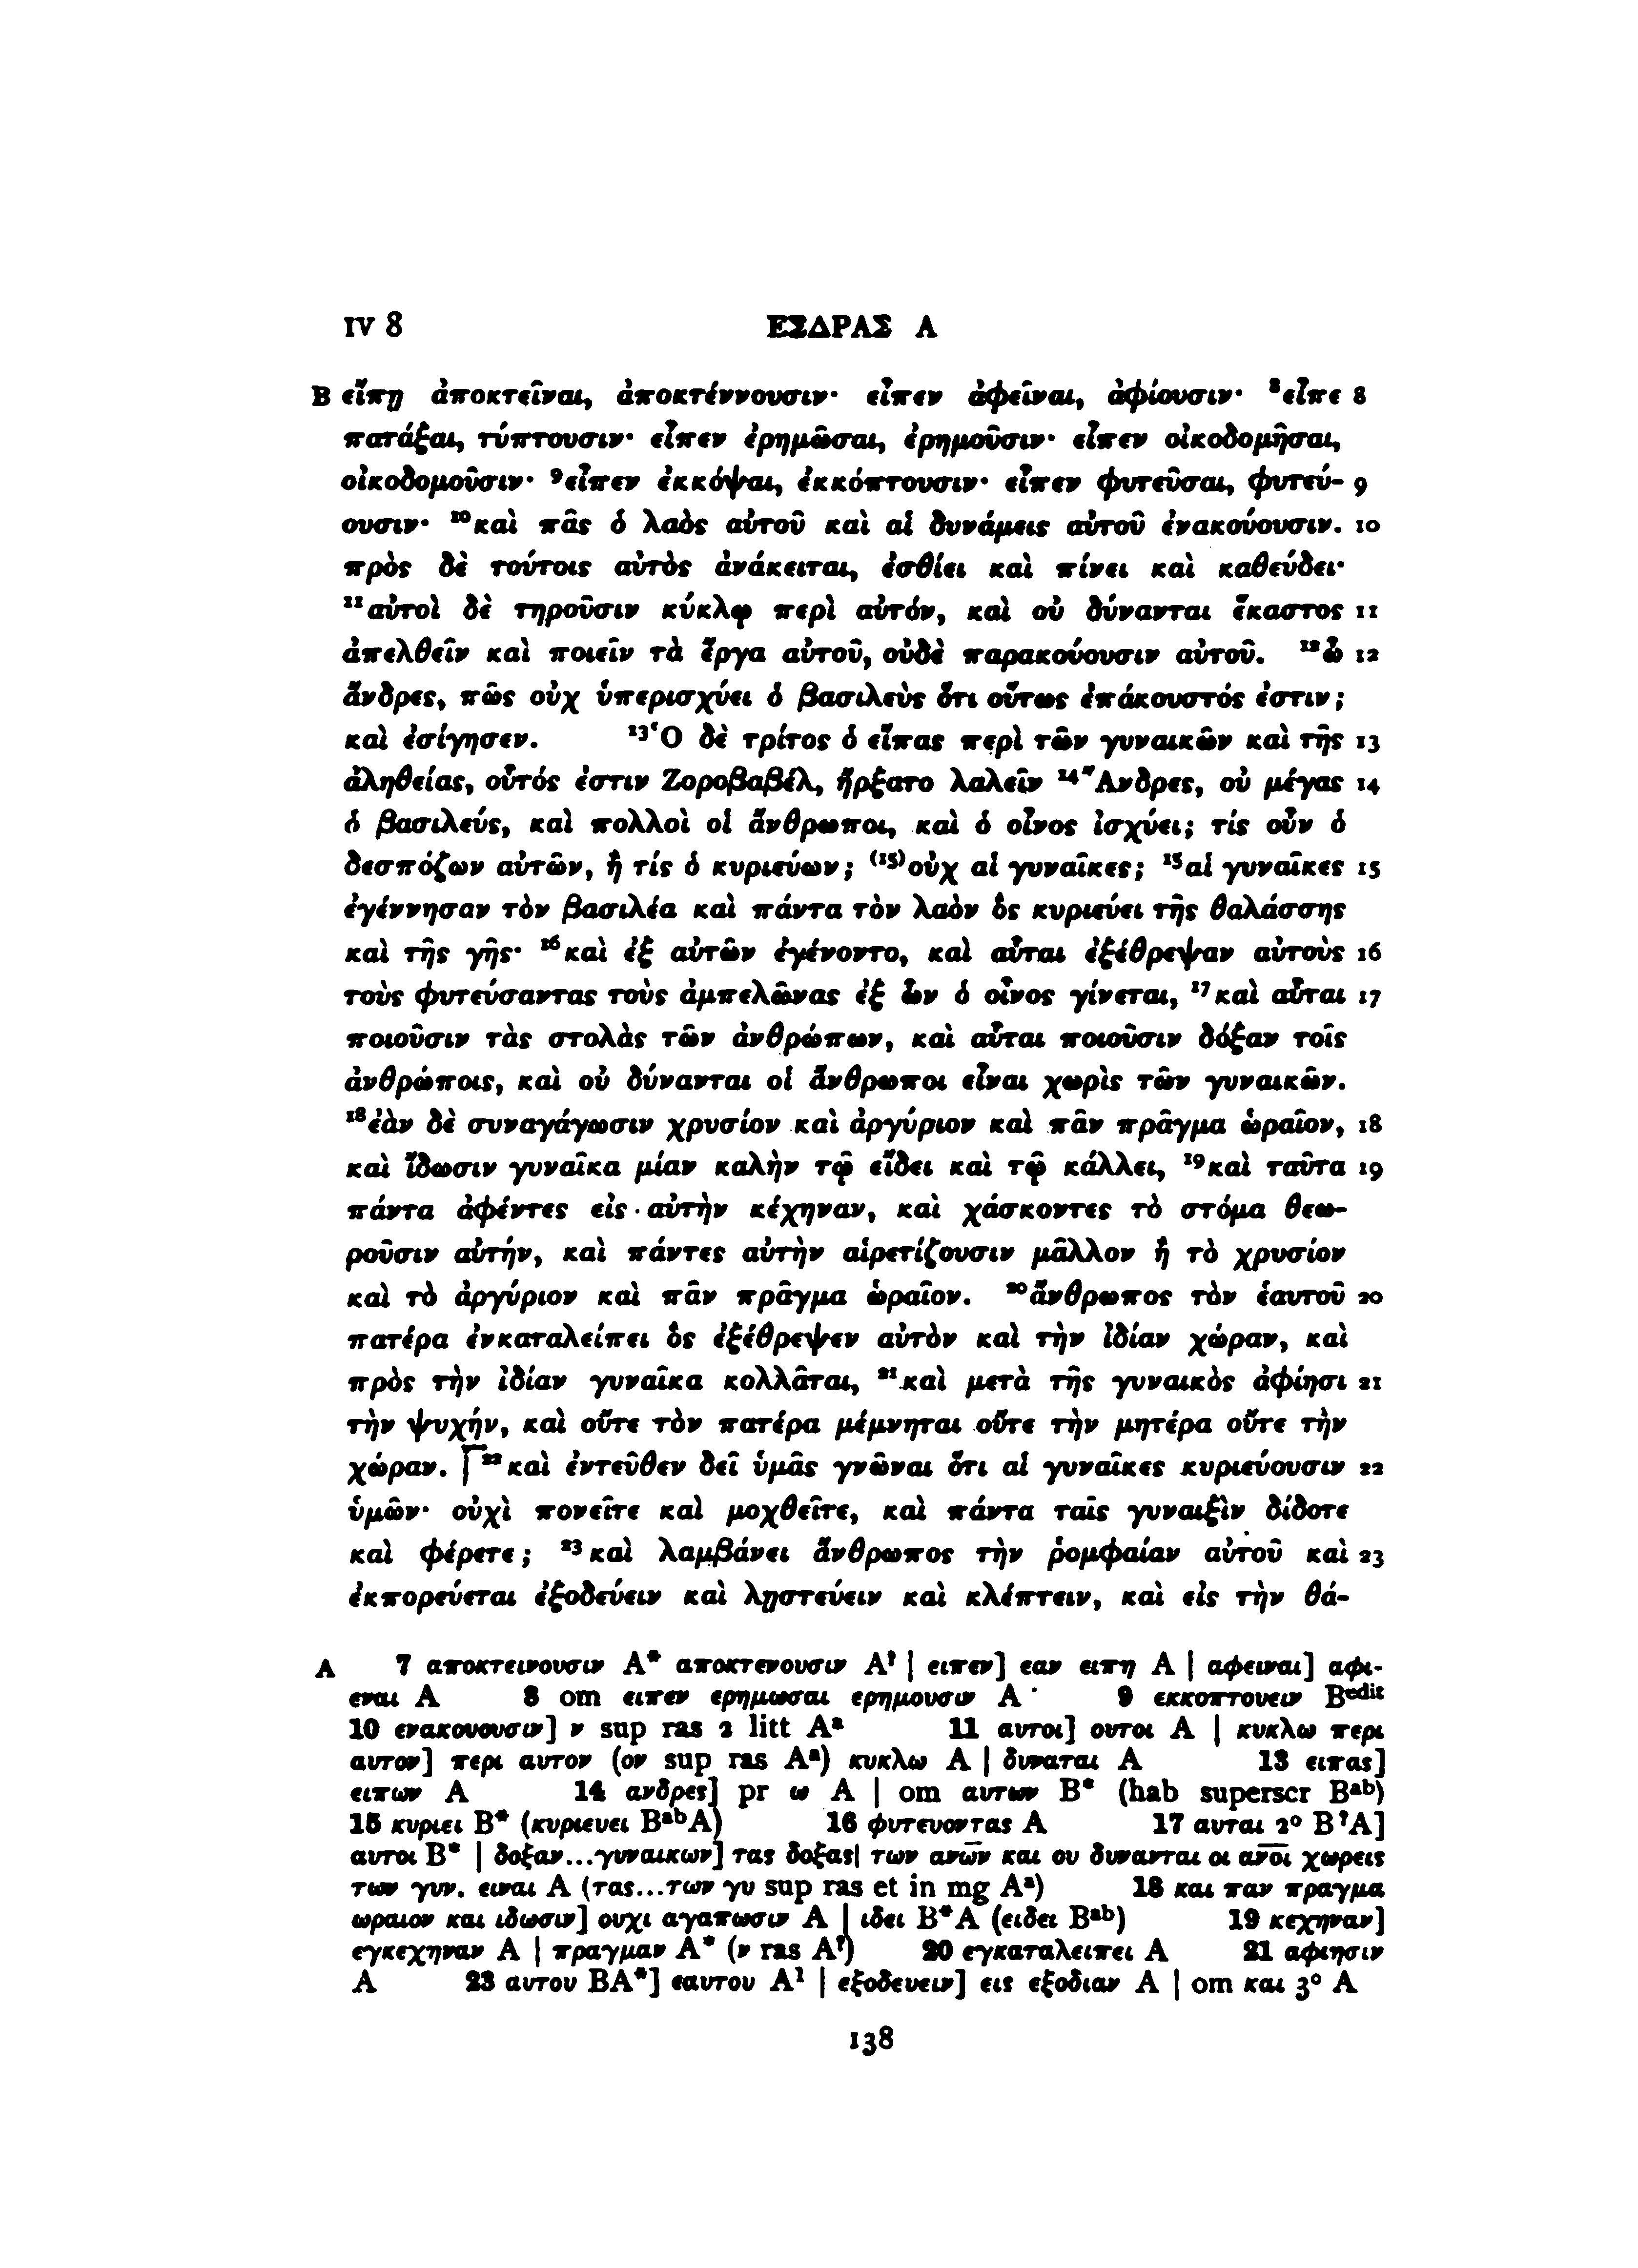 IV 8 ΕΣΔΡΑΣ Α
B εἴπῃ ἀποκτεῖναι, ἀποκτέννουσιν· εἶπεν ἀφεῖναι, ἀφίουσιν· ⁸εἶπε 8
πατάξαι, τύπτουσιν· εἶπεν ἐρημῶσαι, ἐρημοῦσιν· εἶπεν οἰκοδομῆσαι,
οἰκοδομοῦσιν· ⁹εἶπεν ἐκκόψαι, ἐκκόπτουσιν· εἶπεν φυτεῦσαι, φυτεύ- 9
ουσιν· ¹⁰καὶ πᾶς ὁ λαὸς αὐτοῦ καὶ αἱ δυνάμεις αὐτοῦ ἐνακούουσιν. 10
πρὸς δὲ τούτοις αὐτὸς ἀνάκειται, ἐσθίει καὶ πίνει καὶ καθεύδει·
¹¹αὐτοὶ δὲ τηροῦσιν κύκλῳ περὶ αὐτόν, καὶ οὐ δύνανται ἕκαστος 11
ἀπελθεῖν καὶ ποιεῖν τὰ ἔργα αὐτοῦ, οὐδὲ παρακούουσιν αὐτοῦ. ¹²ὦ 12
ἄνδρες, πῶς οὐχ ὑπερισχύει ὁ βασιλεὺς ὅτι οὕτως ἐπάκουστός ἐστιν;
καὶ ἐσίγησεν. ¹³Ὁ δὲ τρίτος ὁ εἴπας περὶ τῶν γυναικῶν καὶ τῆς 13
ἀληθείας, οὗτός ἐστιν Ζοροβαβέλ, ἤρξατο λαλεῖν ¹⁴Ἄνδρες, οὐ μέγας 14
ὁ βασιλεύς, καὶ πολλοὶ οἱ ἄνθρωποι, καὶ ὁ οἶνος ἰσχύει; τίς οὖν ὁ
δεσπόζων αὐτῶν, ἢ τίς ὁ κυριεύων; ⁽¹⁵⁾οὐχ αἱ γυναῖκες; ¹⁵αἱ γυναῖκες 15
ἐγέννησαν τὸν βασιλέα καὶ πάντα τὸν λαὸν ὃς κυριεύει τῆς θαλάσσης
καὶ τῆς γῆς· ¹⁶καὶ ἐξ αὐτῶν ἐγένοντο, καὶ αὗται ἐξέθρεψαν αὐτοὺς 16
τοὺς φυτεύσαντας τοὺς ἀμπελῶνας ἐξ ὧν ὁ οἶνος γίνεται, ¹⁷καὶ αὗται 17
ποιοῦσιν τὰς στολὰς τῶν ἀνθρώπων, καὶ αὗται ποιοῦσιν δόξαν τοῖς
ἀνθρώποις, καὶ οὐ δύνανται οἱ ἄνθρωποι εἶναι χωρὶς τῶν γυναικῶν.
¹⁸ἐὰν δὲ συναγάγωσιν χρυσίον καὶ ἀργύριον καὶ πᾶν πρᾶγμα ὡραῖον, 18
καὶ ἴδωσιν γυναῖκα μίαν καλὴν τῷ εἴδει καὶ τῷ κάλλει, ¹⁹καὶ ταῦτα 19
πάντα ἀφέντες εἰς αὐτὴν κέχηναν, καὶ χάσκοντες τὸ στόμα θεω-
ροῦσιν αὐτήν, καὶ πάντες αὐτὴν αἱρετίζουσιν μᾶλλον ἢ τὸ χρυσίον
καὶ τὸ ἀργύριον καὶ πᾶν πρᾶγμα ὡραῖον. ²⁰ἄνθρωπος τὸν ἑαυτοῦ 20
πατέρα ἐνκαταλείπει ὃς ἐξέθρεψεν αὐτὸν καὶ τὴν ἰδίαν χώραν, καὶ
πρὸς τὴν ἰδίαν γυναῖκα κολλᾶται, ²¹καὶ μετὰ τῆς γυναικὸς ἀφίησι 21
τὴν ψυχήν, καὶ οὔτε τὸν πατέρα μέμνηται οὔτε τὴν μητέρα οὔτε τὴν
χώραν. ²²καὶ ἐντεῦθεν δεῖ ὑμᾶς γνῶναι ὅτι αἱ γυναῖκες κυριεύουσιν 22
ὑμῶν· οὐχὶ πονεῖτε καὶ μοχθεῖτε, καὶ πάντα ταῖς γυναιξὶν δίδοτε
καὶ φέρετε; ²³καὶ λαμβάνει ἄνθρωπος τὴν ῥομφαίαν αὐτοῦ καὶ 23
ἐκπορεύεται ἐξοδεύειν καὶ λῃστεύειν καὶ κλέπτειν, καὶ εἰς τὴν θά-
A 7 αποκτεινουσιν A* αποκτενουσιν A? | ειπεν] εαν ειπη A | αφειναι] αφι-
εναι A 8 om ειπεν ερημωσαι ερημουσιν A 9 εκκοπτουειν Bᵉᵈⁱᵗ
10 ενακουουσιν] ν sup ras 2 litt Aᵃ 11 αυτοι] ουτοι A | κυκλω περι
αυτον] περι αυτον (ον sup ras Aᵃ) κυκλω A | δυναται A 13 ειπας]
ειπων A 14 ανδρες] pr ω A | om αυτων B* (hab superscr Bᵃᵇ)
15 κυριει B* (κυριευει BᵃᵇA) 16 φυτευοντας A 17 αυται 2° B?A]
αυτοι B* | δοξαν...γυναικων] τας δοξας| των ανω̅ν̅ και ου δυνανται οι ανο̅ι̅ χωρεις
των γυν. ειναι A (τας...των γυ sup ras et in mg Aᵃ) 18 και παν πραγμα
ωραιον και ιδωσιν] ουχι αγαπωσιν A | ιδει B*A (ειδει Bᵃᵇ) 19 κεχηναν]
εγκεχηναν A | πραγμαν A* (ν ras A?) 20 εγκαταλειπει A 21 αφιησιν
A 23 αυτου BA*] εαυτου A¹ | εξοδευειν] εις εξοδιαν A | om και 3° A
138